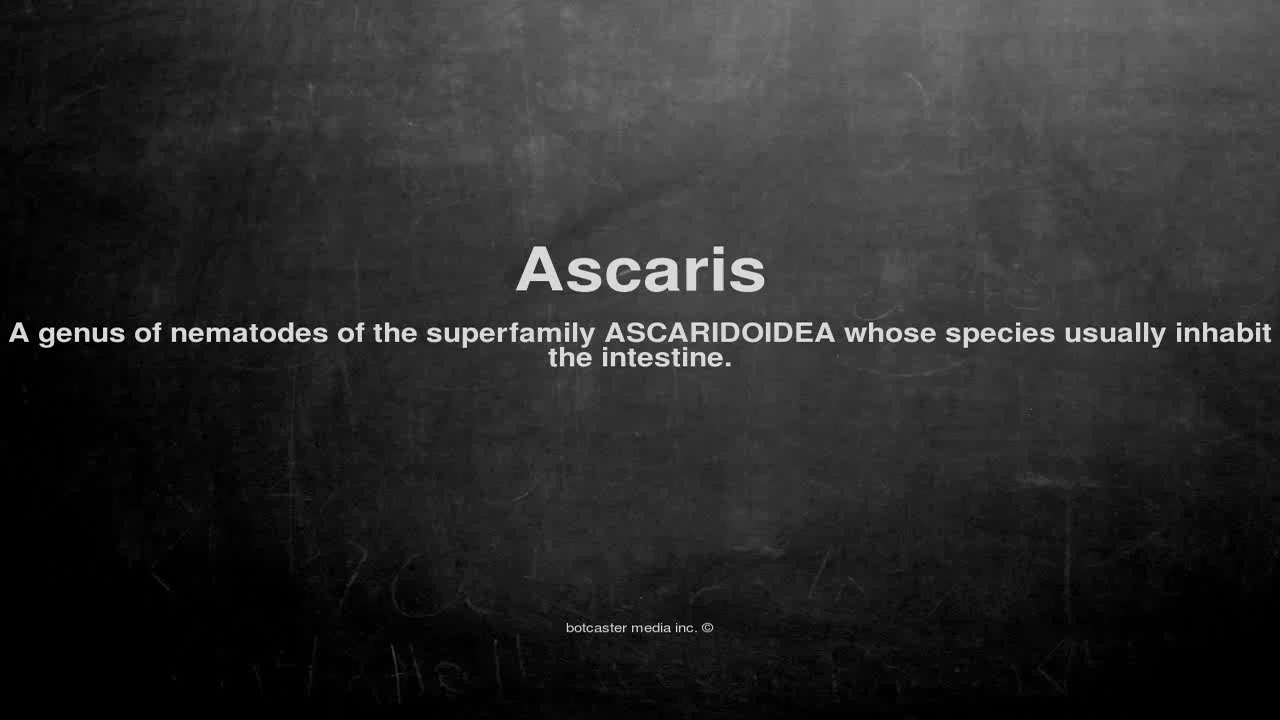 Ascaris
A genus of nematodes of the superfamily ASCARIDOIDEA whose species usually inhabit
the intestine.
botcaster media inc. ©